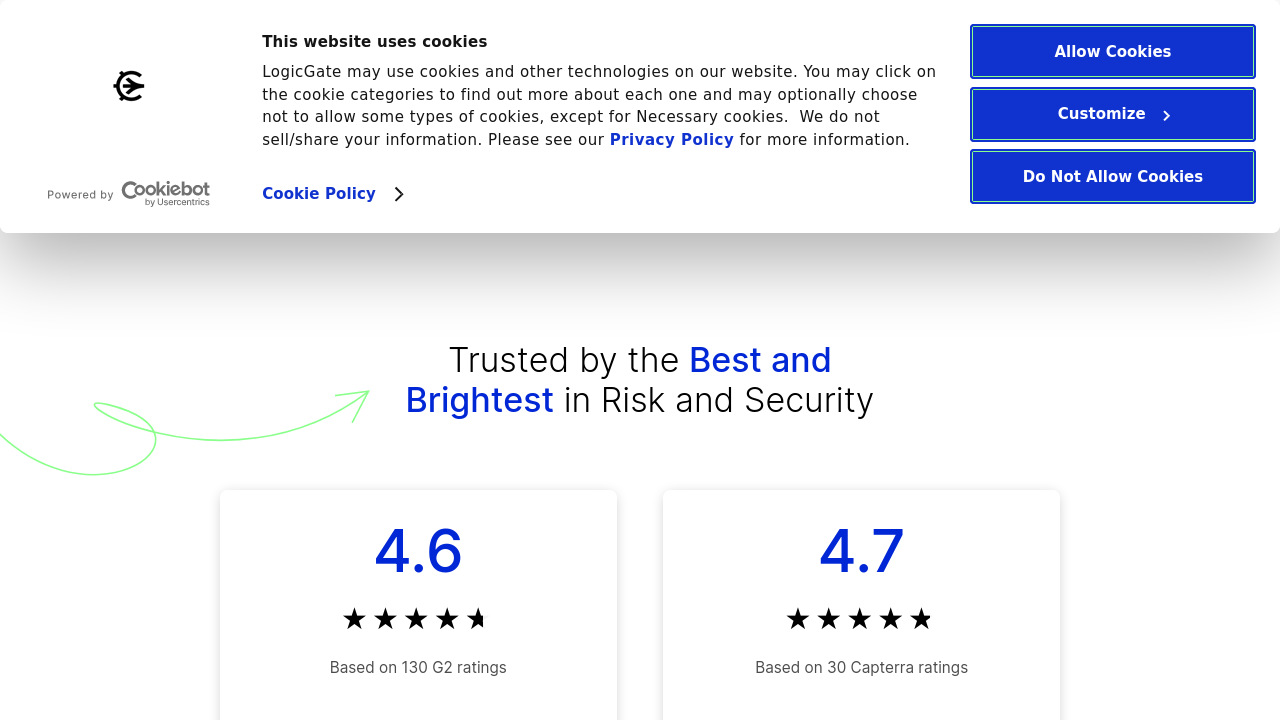 This website uses cookies
LogicGate may use cookies and other technologies on our website. You may click on
the cookie categories to find out more about each one and may optionally choose
not to allow some types of cookies, except for Necessary cookies.  We do not
sell/share your information. Please see our Privacy Policy for more information.
Cookie Policy
Powered by Cookiebot
by Usercentrics
Allow Cookies
Customize
Do Not Allow Cookies
Trusted by the Best and
Brightest in Risk and Security
4.6
Based on 130 G2 ratings
4.7
Based on 30 Capterra ratings